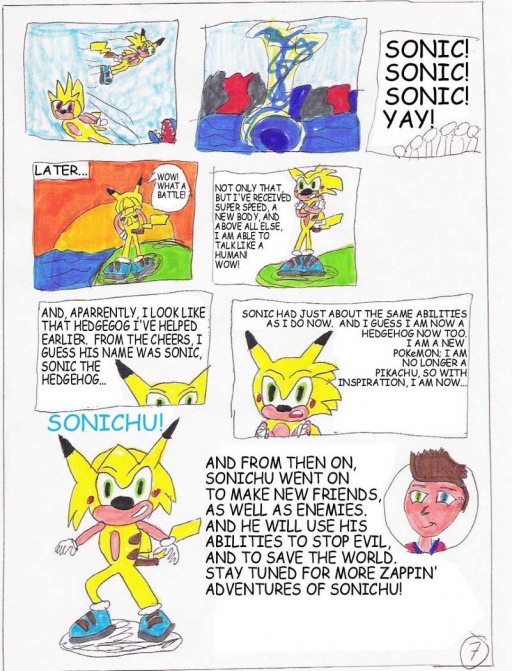 SONIC!
SONIC!
SONIC!
YAY!
LATER...
WOW!
WHAT A
BATTLE!
NOT ONLY THAT,
BUT I'VE RECEIVED
SUPER SPEED, A
NEW BODY, AND
ABOVE ALL ELSE,
I AM ABLE TO
TALK LIKE A
HUMAN!
WOW!
AND, APARRENTLY, I LOOK LIKE
THAT HEDGEGOG I'VE HELPED
EARLIER. FROM THE CHEERS, I
GUESS HIS NAME WAS SONIC,
SONIC THE
HEDGEHOG...
SONIC HAD JUST ABOUT THE SAME ABILITIES
AS I DO NOW. AND I GUESS I AM NOW A
HEDGEHOG NOW TOO.
I AM A NEW
POKeMON; I AM
NO LONGER A
PIKACHU, SO WITH
INSPIRATION, I AM NOW...
SONICHU!
AND FROM THEN ON,
SONICHU WENT ON
TO MAKE NEW FRIENDS,
AS WELL AS ENEMIES.
AND HE WILL USE HIS
ABILITIES TO STOP EVIL,
AND TO SAVE THE WORLD.
STAY TUNED FOR MORE ZAPPIN'
ADVENTURES OF SONICHU!
7